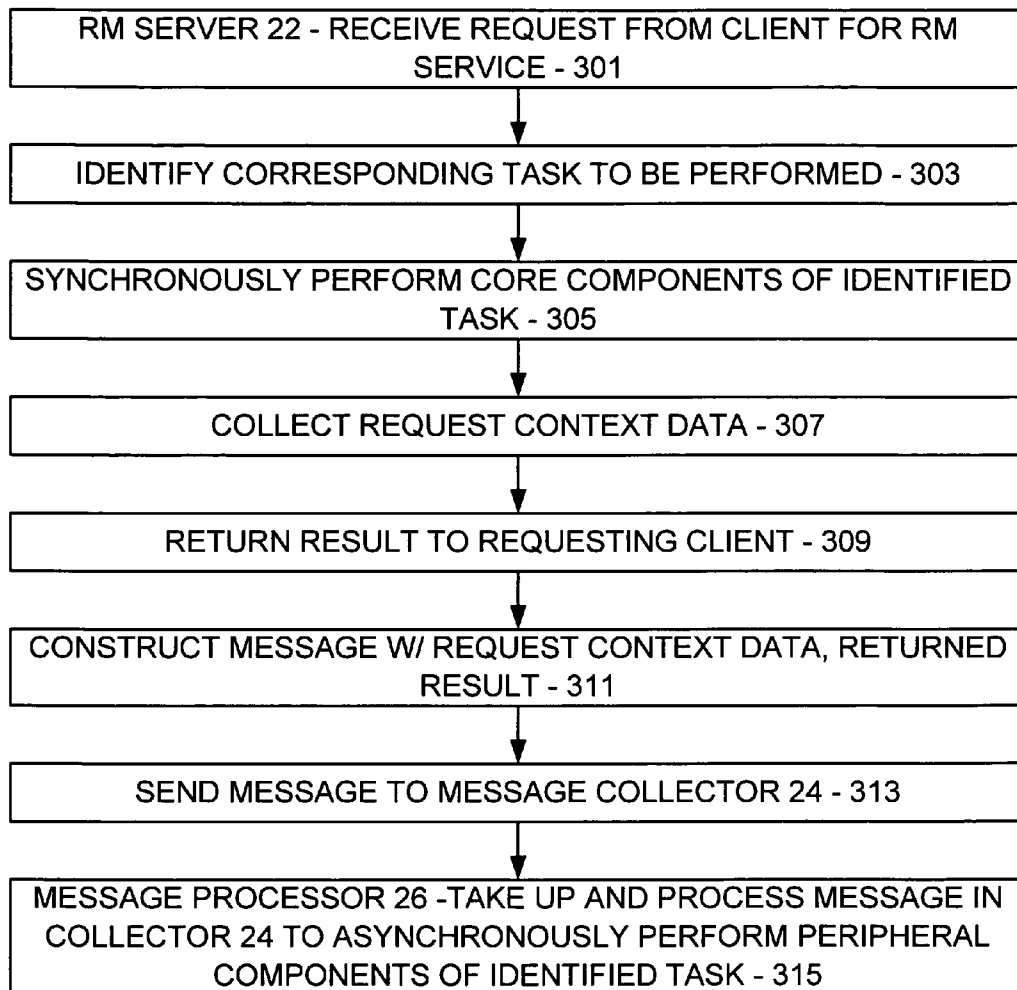 RM SERVER 22 - RECEIVE REQUEST FROM CLIENT FOR RM
SERVICE - 301
IDENTIFY CORRESPONDING TASK TO BE PERFORMED - 303
SYNCHRONOUSLY PERFORM CORE COMPONENTS OF IDENTIFIED
TASK - 305
COLLECT REQUEST CONTEXT DATA - 307
RETURN RESULT TO REQUESTING CLIENT - 309
CONSTRUCT MESSAGE W/ REQUEST CONTEXT DATA, RETURNED
RESULT - 311
SEND MESSAGE TO MESSAGE COLLECTOR 24 - 313
MESSAGE PROCESSOR 26 -TAKE UP AND PROCESS MESSAGE IN
COLLECTOR 24 TO ASYNCHRONOUSLY PERFORM PERIPHERAL
COMPONENTS OF IDENTIFIED TASK - 315